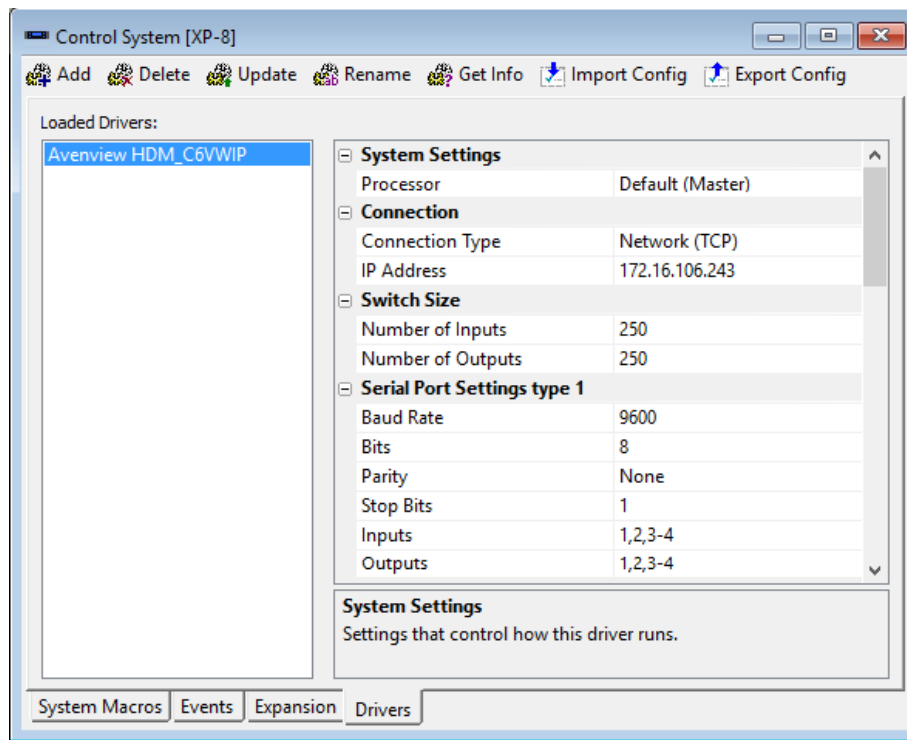 Control System [XP-8]
Add Delete Update Rename Get Info Import Config Export Config
Loaded Drivers:
Avenview HDM_C6VWIP
System Settings
Processor Default (Master)
Connection
Connection Type Network (TCP)
IP Address 172.16.106.243
Switch Size
Number of Inputs 250
Number of Outputs 250
Serial Port Settings type 1
Baud Rate 9600
Bits 8
Parity None
Stop Bits 1
Inputs 1,2,3-4
Outputs 1,2,3-4
System Settings
Settings that control how this driver runs.
System Macros Events Expansion Drivers